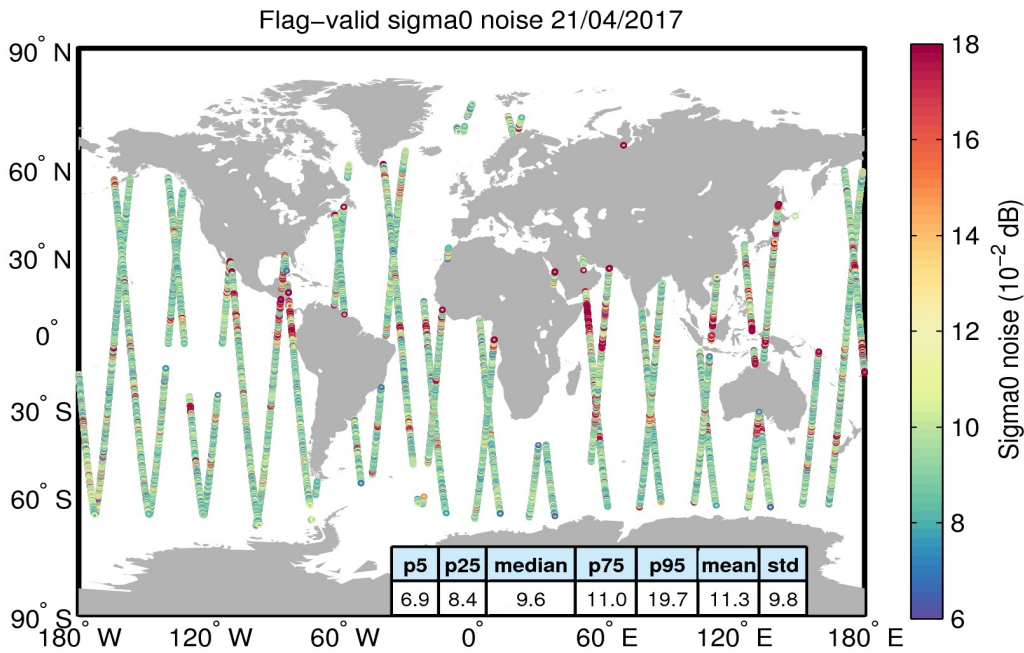 Flag−valid sigma0 noise 21/04/2017
90° N
60° N
30° N
0°
30° S
60° S
90° S
180° W
120° W
60° W
0°
60° E
120° E
180° E
p5 p25 median p75 p95 mean std
6.9 8.4 9.6 11.0 19.7 11.3 9.8
18
16
14
12
10
8
6
Sigma0 noise (10⁻² dB)